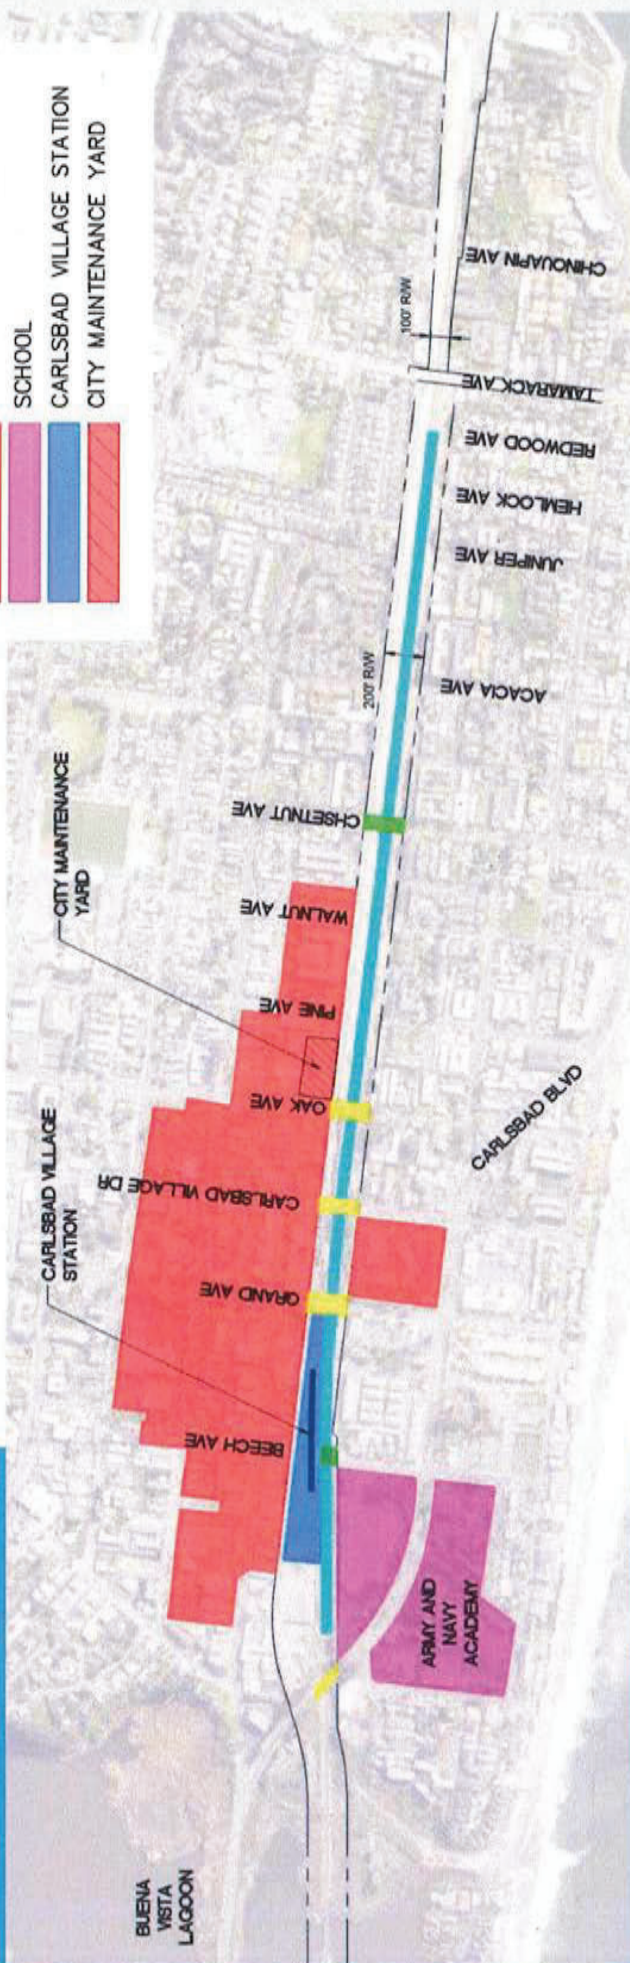 SCHOOL
CARLSBAD VILLAGE STATION
CITY MAINTENANCE YARD
BUENA
VISTA
LAGOON
CARLSBAD VILLAGE
STATION
CITY MAINTENANCE
YARD
BEECH AVE
GRAND AVE
CARLSBAD VILLAGE DR
OAK AVE
PINE AVE
WALNUT AVE
CHSETNUT AVE
200' R/W
100' R/W
ARMY AND
NAVY
ACADEMY
CARLSBAD BLVD
ACACIA AVE
JUNIPER AVE
HEMLOCK AVE
REDWOOD AVE
TAMARACK AVE
CHINQUAPIN AVE